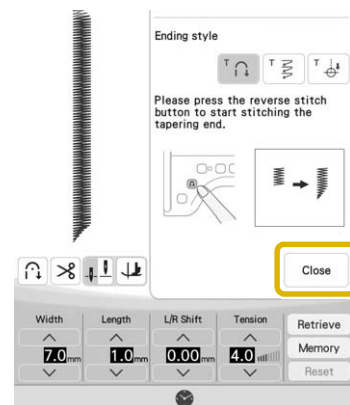 Ending style
T T T
Please press the reverse stitch
button to start stitching the
tapering end.
Close
Width Length L/R Shift Tension Retrieve
7.0mm 1.0mm 0.00mm 4.0 Memory
Reset